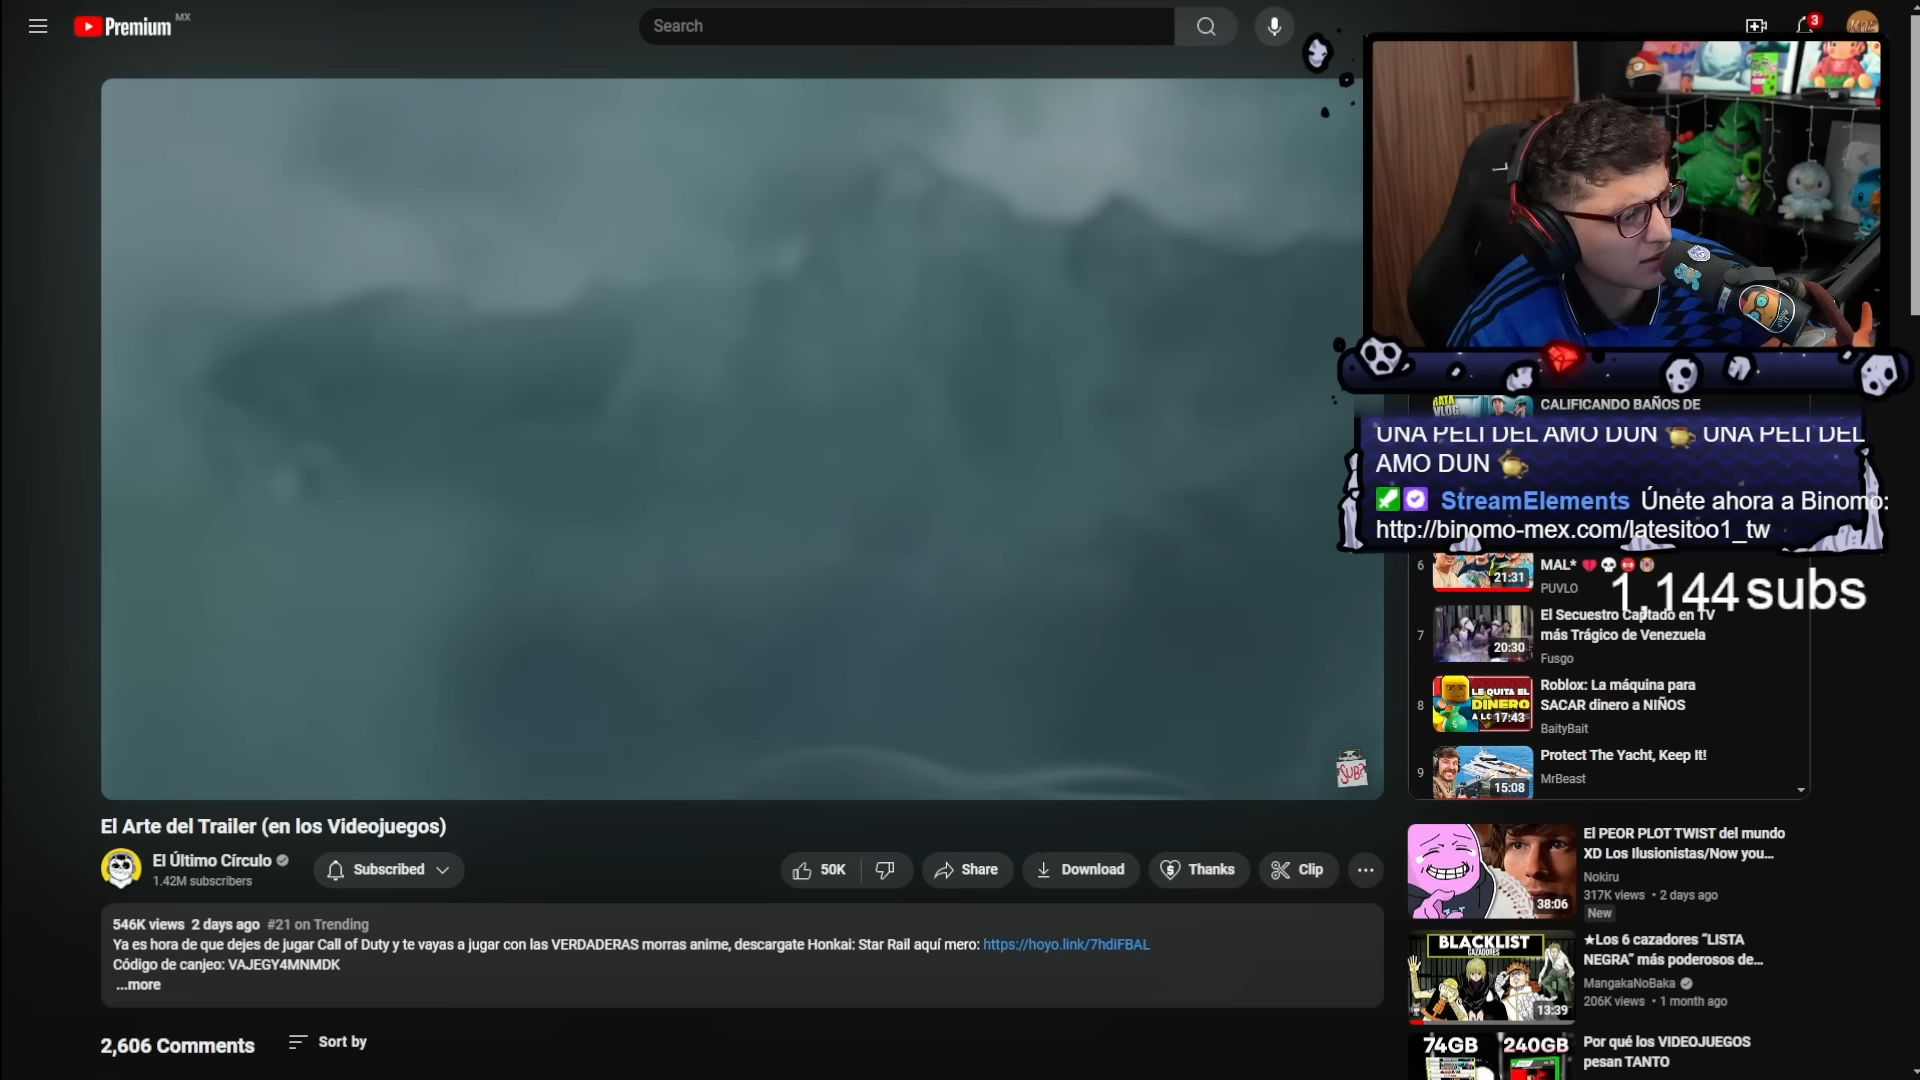 Premium MX
Search
3
SUB?
CALIFICANDO BAÑOS DE
UNA PELI DEL AMO DUN UNA PELI DEL
AMO DUN
StreamElements Únete ahora a Binomo:
http://binomo-mex.com/latesitoo1_tw
6
21:31
MAL*
PUVLO
1,144 subs
7
20:30
El Secuestro Captado en TV
más Trágico de Venezuela
Fusgo
8
LE QUITA EL
DINERO
17:43
Roblox: La máquina para
SACAR dinero a NIÑOS
BaityBait
9
15:08
Protect The Yacht, Keep It!
MrBeast
El Arte del Trailer (en los Videojuegos)
El Último Círculo
1.42M subscribers
Subscribed
50K
Share
Download
Thanks
Clip
546K views 2 days ago #21 on Trending
Ya es hora de que dejes de jugar Call of Duty y te vayas a jugar con las VERDADERAS morras anime, descargate Honkai: Star Rail aquí mero: https://hoyo.link/7hdiFBAL
Código de canjeo: VAJEGY4MNMDK
...more
2,606 Comments
Sort by
38:06
El PEOR PLOT TWIST del mundo
XD Los Ilusionistas/Now you...
Nokiru
317K views • 2 days ago
New
BLACKLIST
CAZADORES
13:39
★Los 6 cazadores “LISTA
NEGRA” más poderosos de...
MangakaNoBaka
206K views • 1 month ago
74GB 240GB
Por qué los VIDEOJUEGOS
pesan TANTO